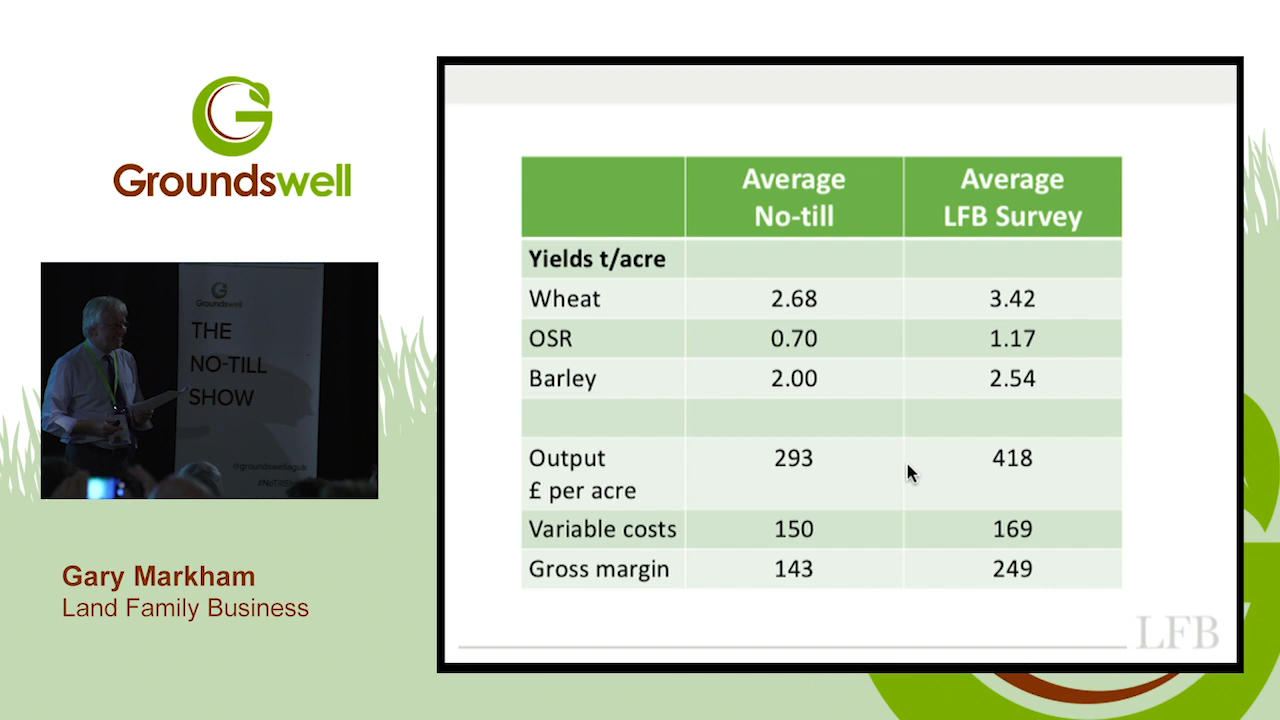 Groundswell
Groundswell
THE
NO-TILL
SHOW
@groundswellaguk
Gary Markham
Land Family Business
Average No-till
Average LFB Survey
Yields t/acre
Wheat 2.68 3.42
OSR 0.70 1.17
Barley 2.00 2.54
Output £ per acre 293 418
Variable costs 150 169
Gross margin 143 249
LFB